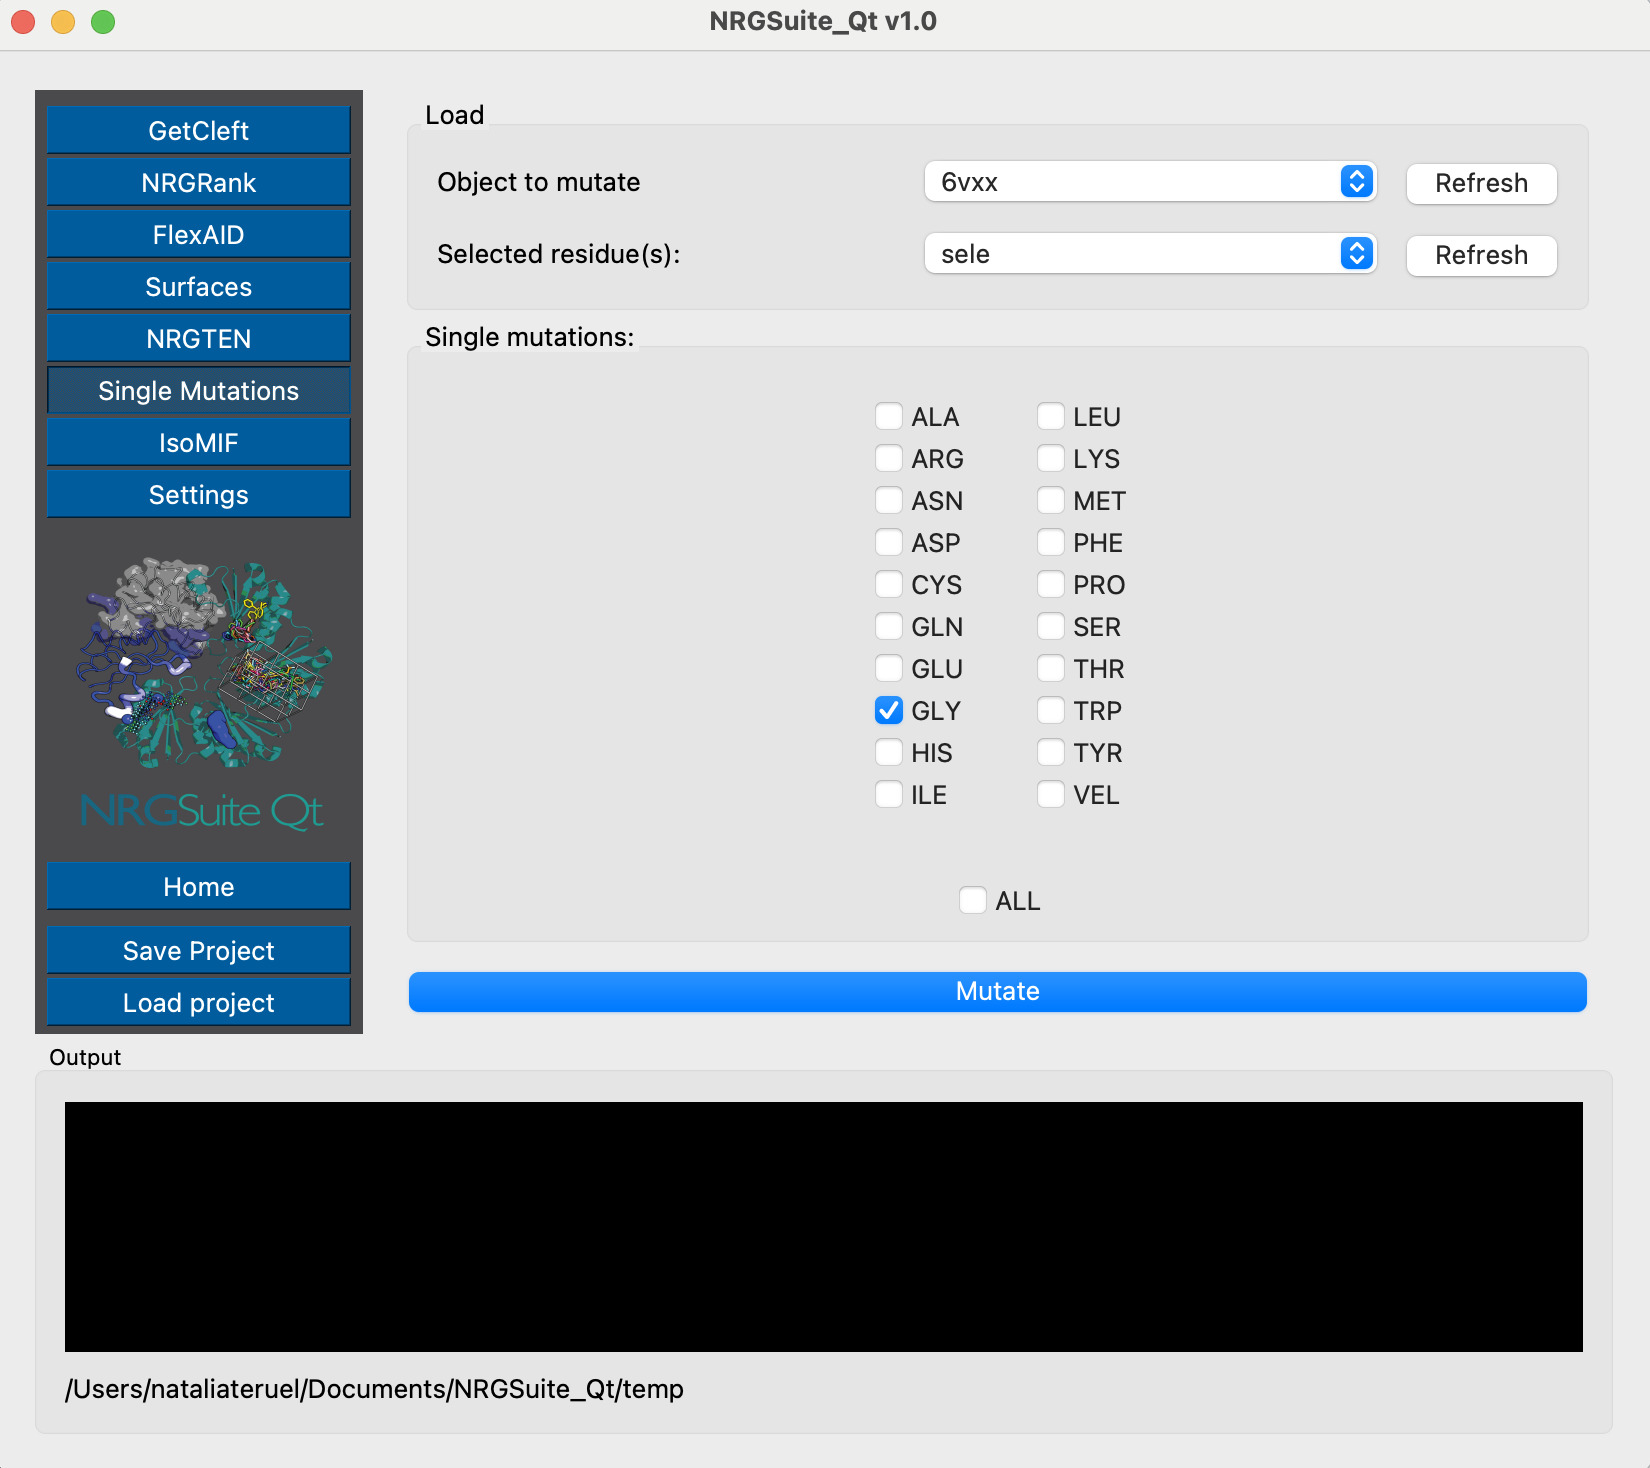 NRGSuite_Qt v1.0
GetCleft
NRGRank
FlexAID
Surfaces
NRGTEN
Single Mutations
IsoMIF
Settings
NRGSuite Qt
Home
Save Project
Load project
Load
Object to mutate
6vxx
Refresh
Selected residue(s):
sele
Refresh
Single mutations:
ALA
ARG
ASN
ASP
CYS
GLN
GLU
GLY
HIS
ILE
LEU
LYS
MET
PHE
PRO
SER
THR
TRP
TYR
VEL
ALL
Mutate
Output
/Users/nataliateruel/Documents/NRGSuite_Qt/temp